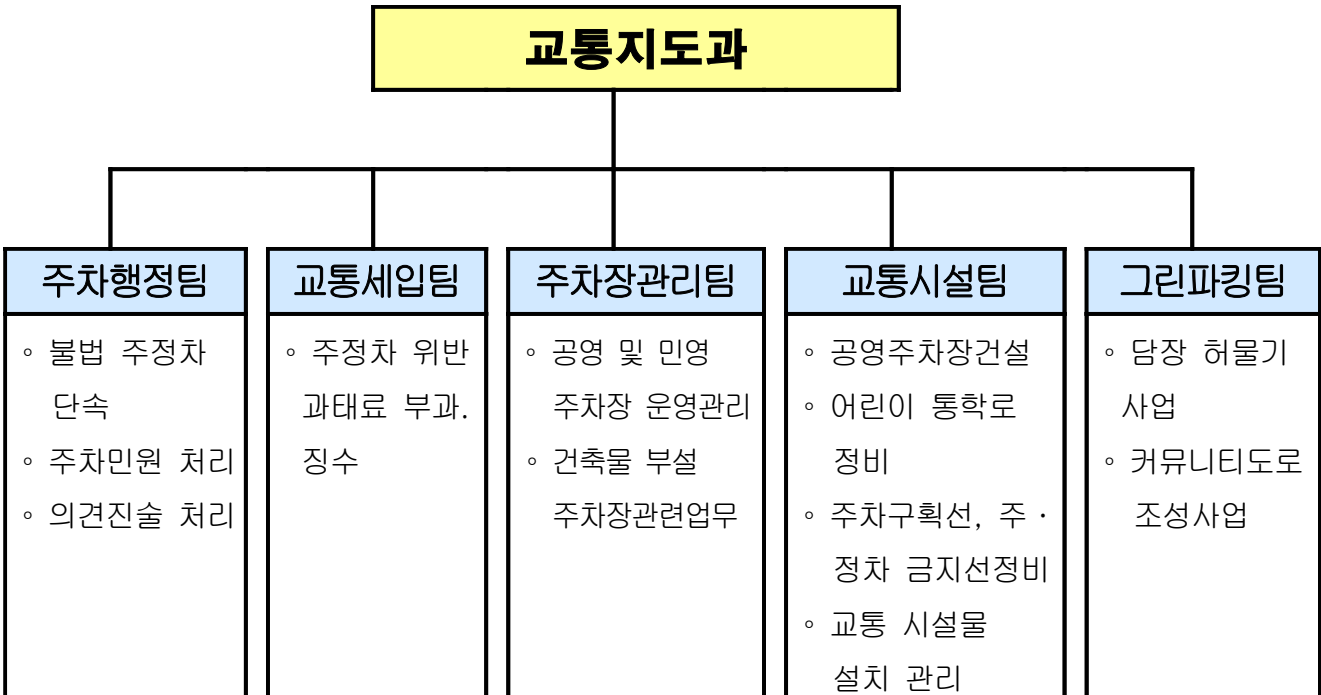 교통지도과
주차행정팀
◦ 불법 주정차
단속
◦ 주차민원 처리
◦ 의견진술 처리
교통세입팀
◦ 주정차 위반
과태료 부과.
징수
주차장관리팀
◦ 공영 및 민영
주차장 운영관리
◦ 건축물 부설
주차장관련업무
교통시설팀
◦ 공영주차장건설
◦ 어린이 통학로
정비
◦ 주차구획선, 주 ·
정차 금지선정비
◦ 교통 시설물
설치 관리
그린파킹팀
◦ 담장 허물기
사업
◦ 커뮤니티도로
조성사업